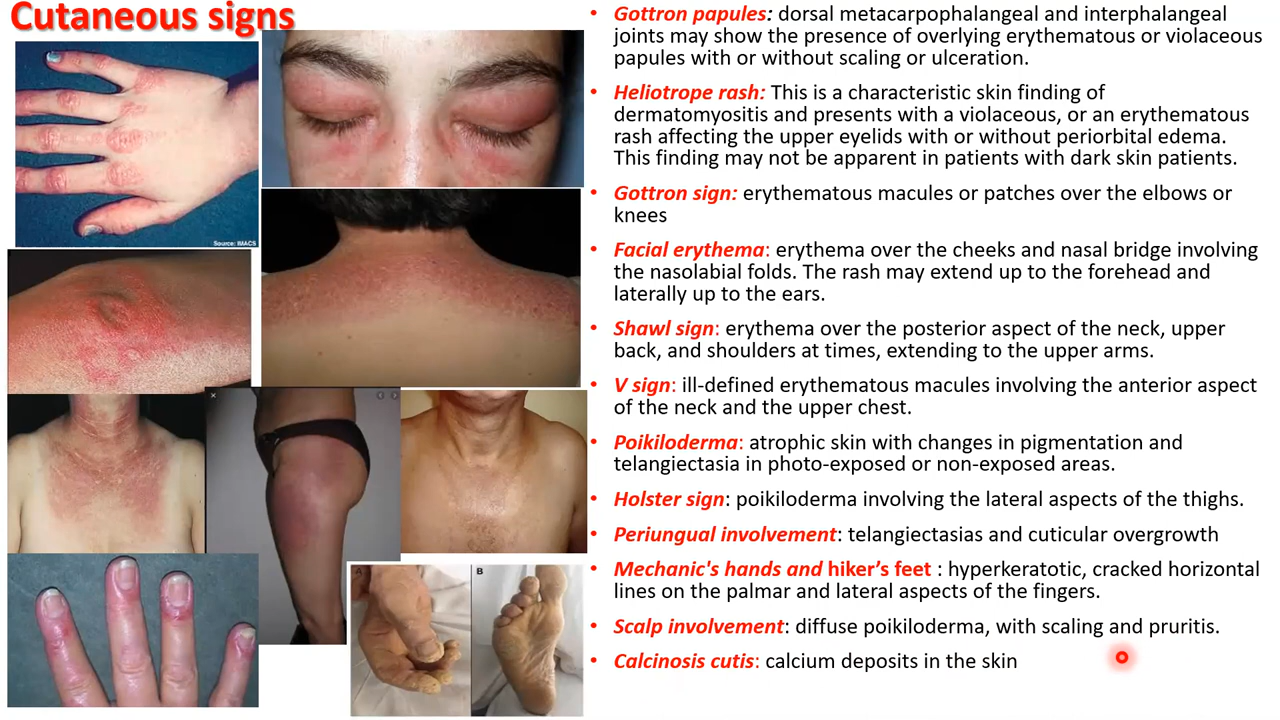 Cutaneous signs
Source: IMACS
A
B
• Gottron papules: dorsal metacarpophalangeal and interphalangeal
joints may show the presence of overlying erythematous or violaceous
papules with or without scaling or ulceration.
• Heliotrope rash: This is a characteristic skin finding of
dermatomyositis and presents with a violaceous, or an erythematous
rash affecting the upper eyelids with or without periorbital edema.
This finding may not be apparent in patients with dark skin patients.
• Gottron sign: erythematous macules or patches over the elbows or
knees
• Facial erythema: erythema over the cheeks and nasal bridge involving
the nasolabial folds. The rash may extend up to the forehead and
laterally up to the ears.
• Shawl sign: erythema over the posterior aspect of the neck, upper
back, and shoulders at times, extending to the upper arms.
• V sign: ill-defined erythematous macules involving the anterior aspect
of the neck and the upper chest.
• Poikiloderma: atrophic skin with changes in pigmentation and
telangiectasia in photo-exposed or non-exposed areas.
• Holster sign: poikiloderma involving the lateral aspects of the thighs.
• Periungual involvement: telangiectasias and cuticular overgrowth
• Mechanic's hands and hiker’s feet : hyperkeratotic, cracked horizontal
lines on the palmar and lateral aspects of the fingers.
• Scalp involvement: diffuse poikiloderma, with scaling and pruritis.
• Calcinosis cutis: calcium deposits in the skin